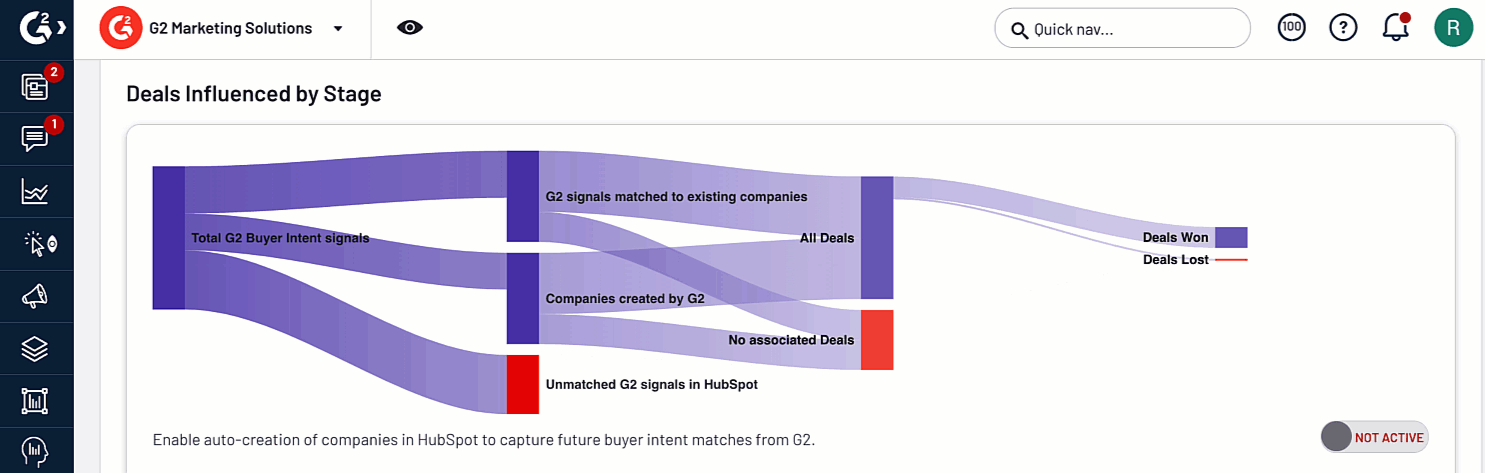 G2
G2 Marketing Solutions
Quick nav...
100
?
R
2
1
Deals Influenced by Stage
G2 signals matched to existing companies
Total G2 Buyer Intent signals
All Deals
Deals Won
Deals Lost
Companies created by G2
No associated Deals
Unmatched G2 signals in HubSpot
Enable auto-creation of companies in HubSpot to capture future buyer intent matches from G2.
NOT ACTIVE